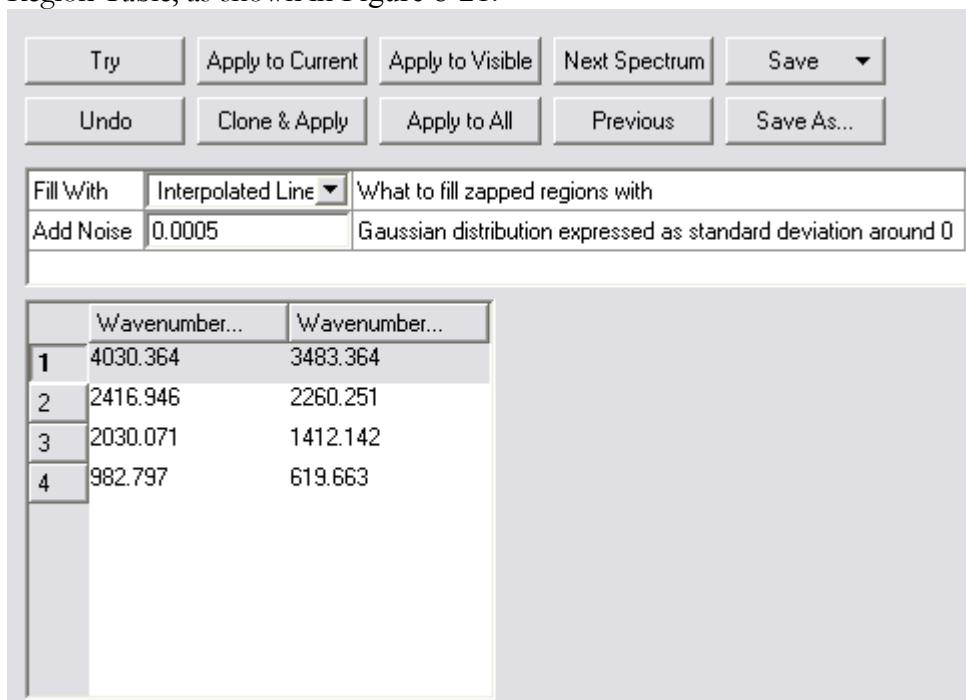 Region Table, as shown in Figure 8-21.
Try Apply to Current Apply to Visible Next Spectrum Save
Undo Clone & Apply Apply to All Previous Save As...
Fill With Interpolated Line What to fill zapped regions with
Add Noise 0.0005 Gaussian distribution expressed as standard deviation around 0
Wavenumber... Wavenumber...
1 4030.364 3483.364
2 2416.946 2260.251
3 2030.071 1412.142
4 982.797 619.663